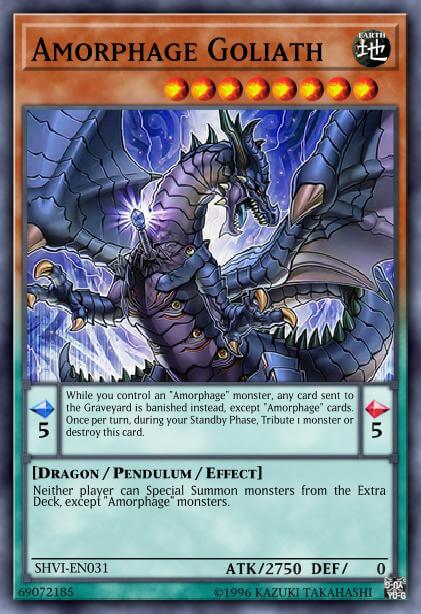 AMORPHAGE GOLIATH
EARTH
地
While you control an "Amorphage" monster, any card sent
to the Graveyard is banished instead, except "Amorphage" cards.
Once per turn, during your Standby Phase, Tribute 1 monster or
destroy this card.
5
5
[DRAGON / PENDULUM / EFFECT]
Neither player can Special Summon monsters from the Extra
Deck, except "Amorphage" monsters.
SHVI-EN031
ATK/2750 DEF/ 0
69072185
©1996 KAZUKI TAKAHASHI